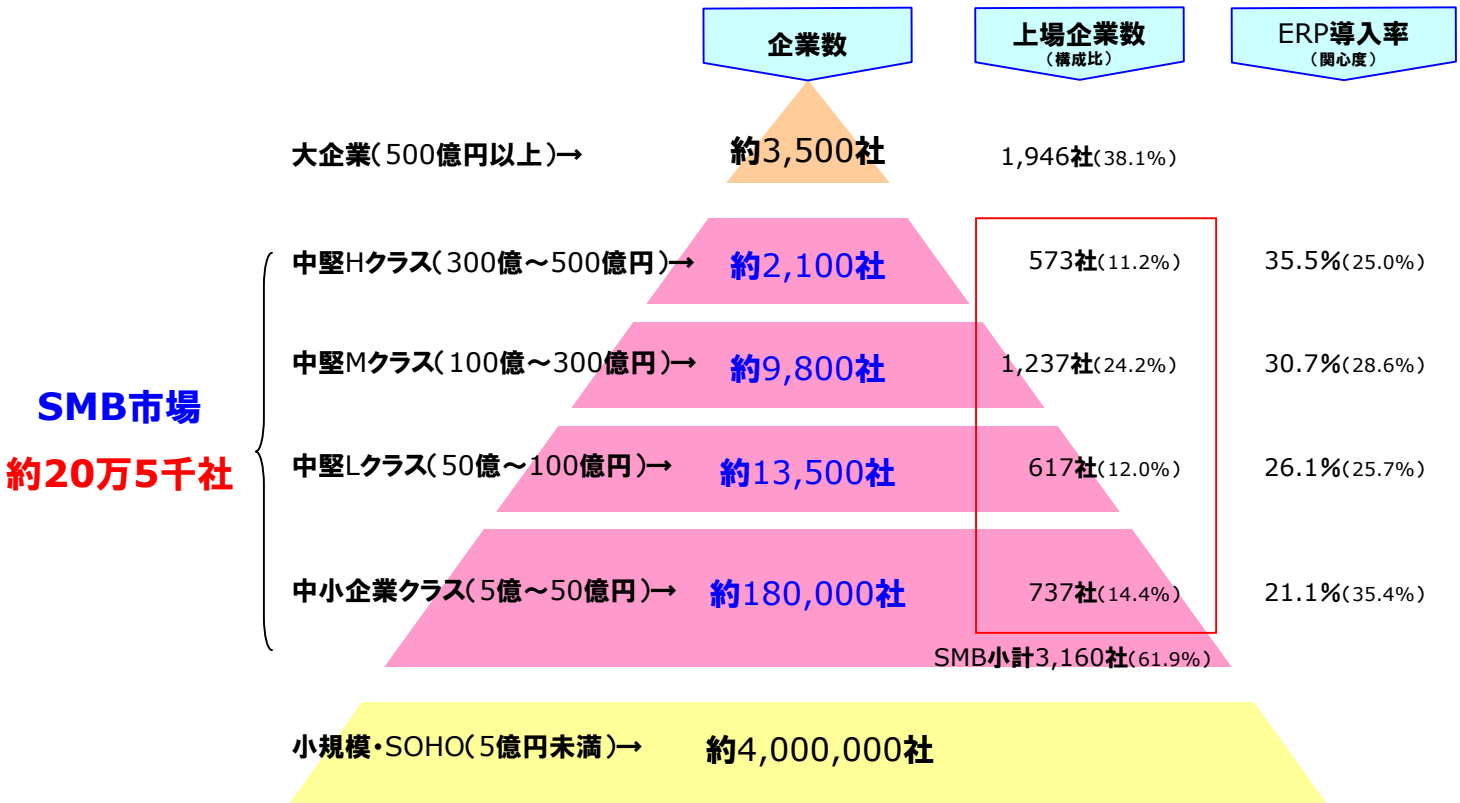 企業数
上場企業数
（構成比）
ERP導入率
（関心度）
大企業（500億円以上）→
約3,500社
1,946社（38.1%）
中堅Hクラス（300億～500億円）→
約2,100社
573社（11.2%）
35.5%（25.0%）
中堅Mクラス（100億～300億円）→
約9,800社
1,237社（24.2%）
30.7%（28.6%）
SMB市場
約20万5千社
中堅Lクラス（50億～100億円）→
約13,500社
617社（12.0%）
26.1%（25.7%）
中小企業クラス（5億～50億円）→
約180,000社
737社（14.4%）
21.1%（35.4%）
SMB小計3,160社（61.9%）
小規模・SOHO（5億円未満）→
約4,000,000社